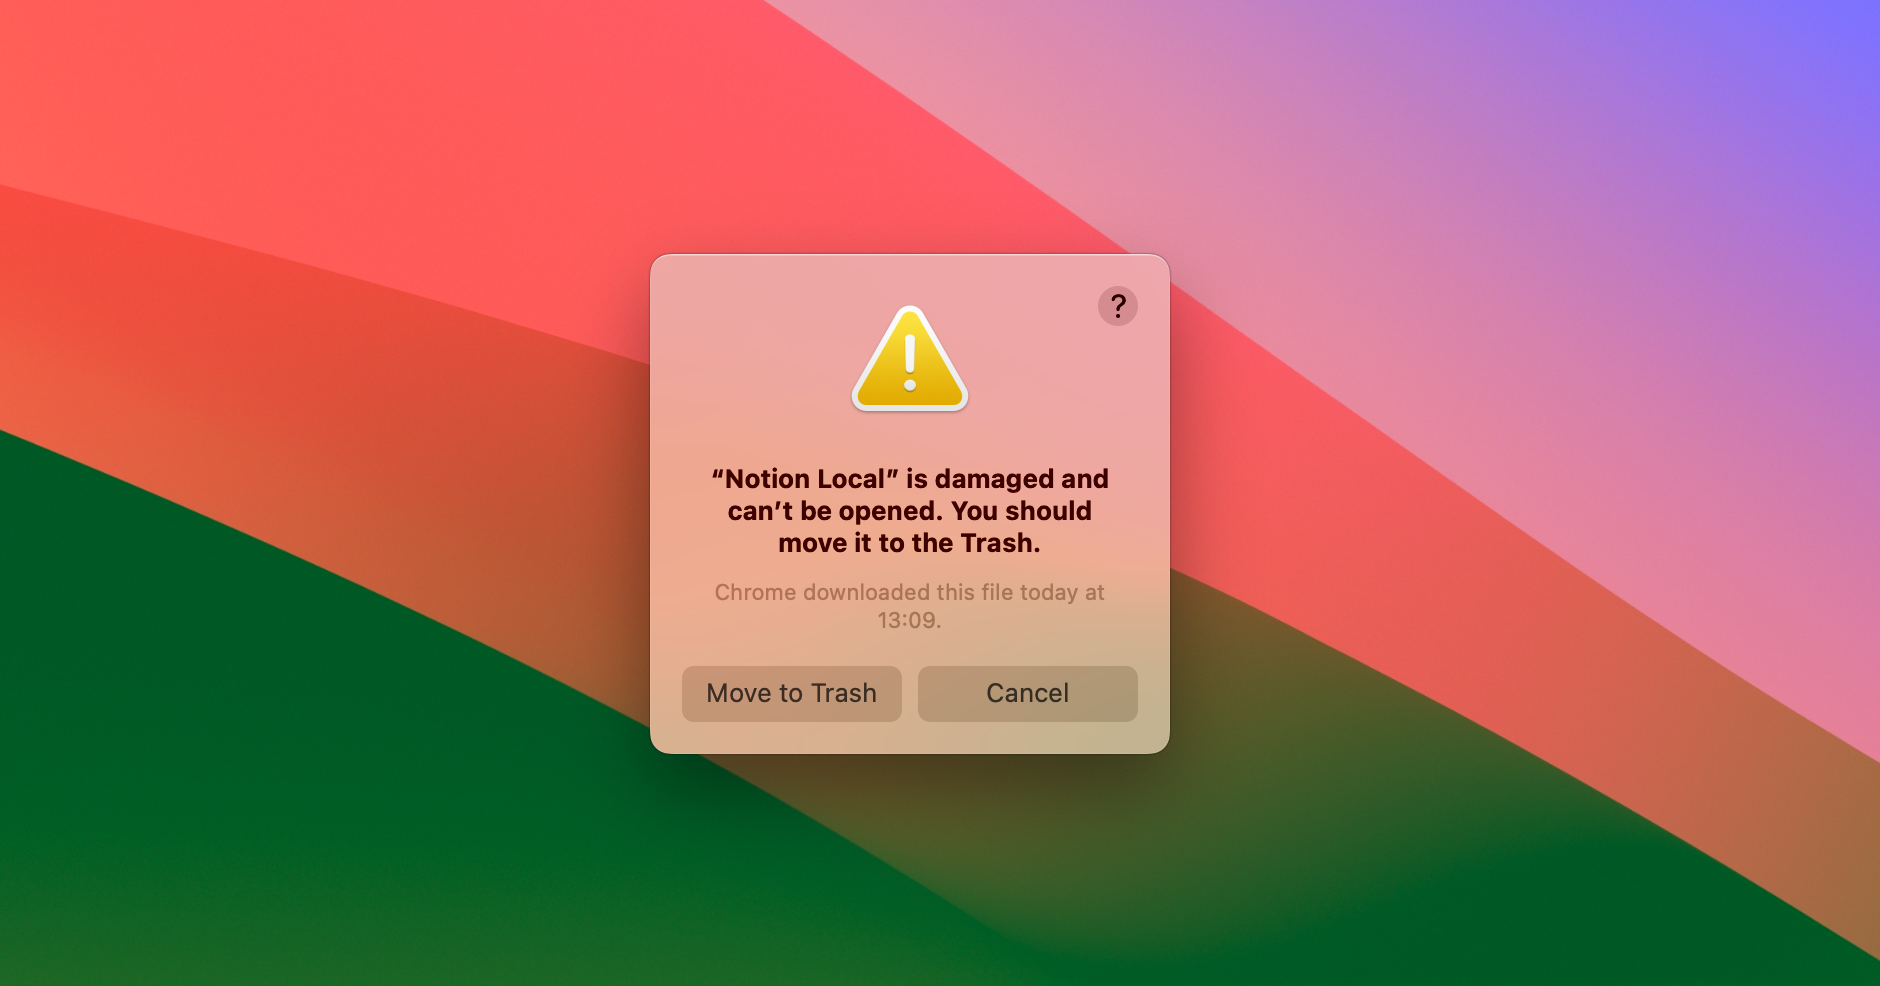 ?
“Notion Local” is damaged and
can’t be opened. You should
move it to the Trash.
Chrome downloaded this file today at
13:09.
Move to Trash
Cancel